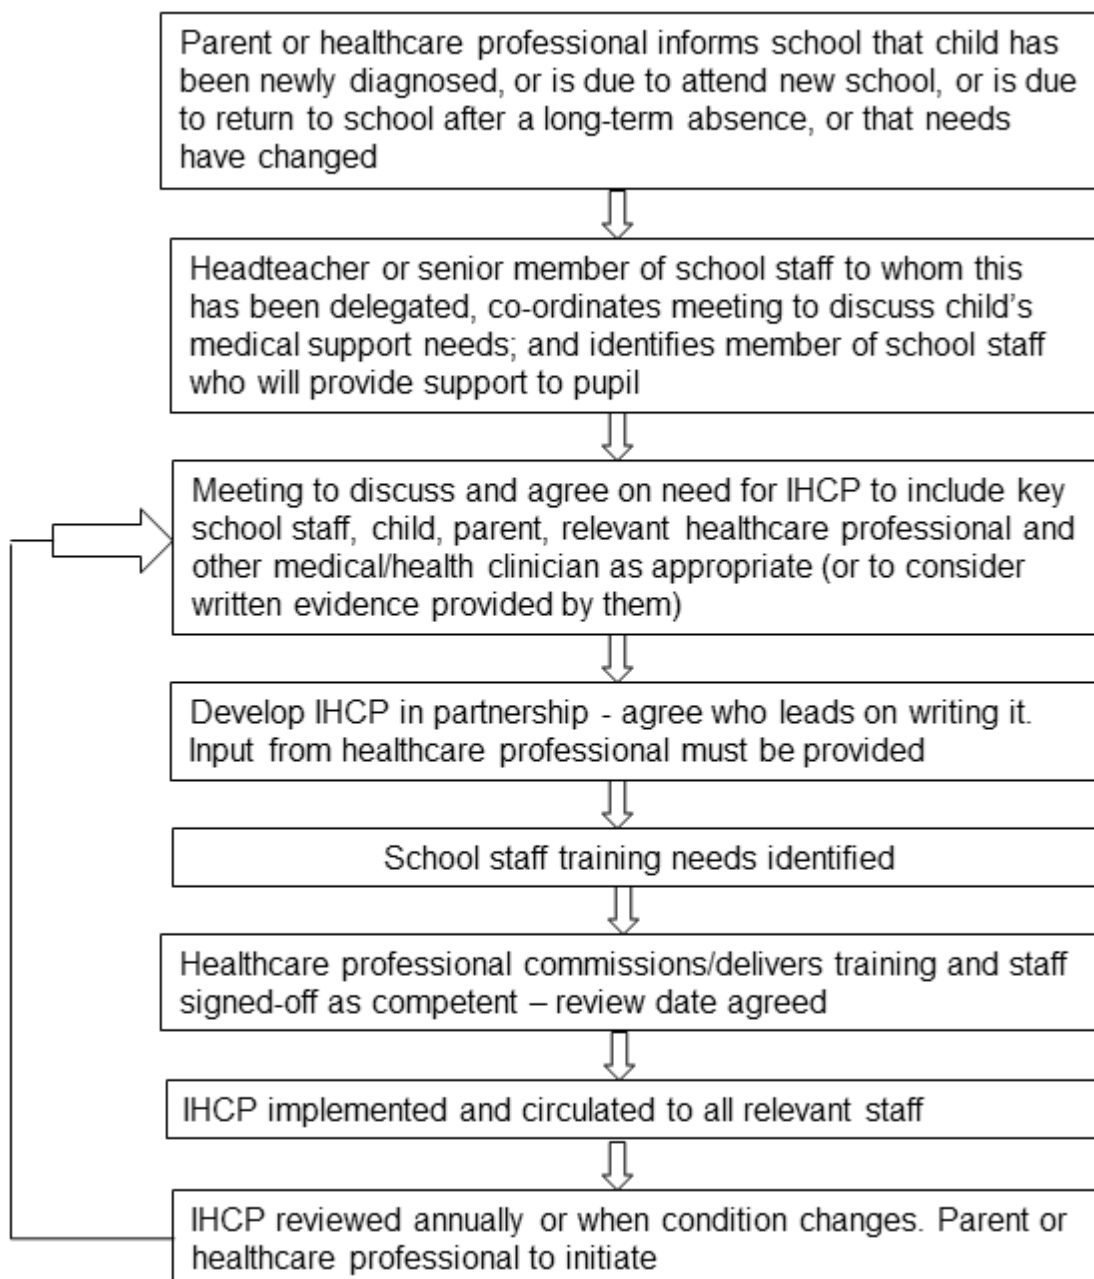 Parent or healthcare professional informs school that child has
been newly diagnosed, or is due to attend new school, or is due
to return to school after a long-term absence, or that needs
have changed
Headteacher or senior member of school staff to whom this
has been delegated, co-ordinates meeting to discuss child's
medical support needs; and identifies member of school staff
who will provide support to pupil
Meeting to discuss and agree on need for IHCP to include key
school staff, child, parent, relevant healthcare professional and
other medical/health clinician as appropriate (or to consider
written evidence provided by them)
Develop IHCP in partnership - agree who leads on writing it.
Input from healthcare professional must be provided
School staff training needs identified
Healthcare professional commissions/delivers training and staff
signed-off as competent – review date agreed
IHCP implemented and circulated to all relevant staff
IHCP reviewed annually or when condition changes. Parent or
healthcare professional to initiate